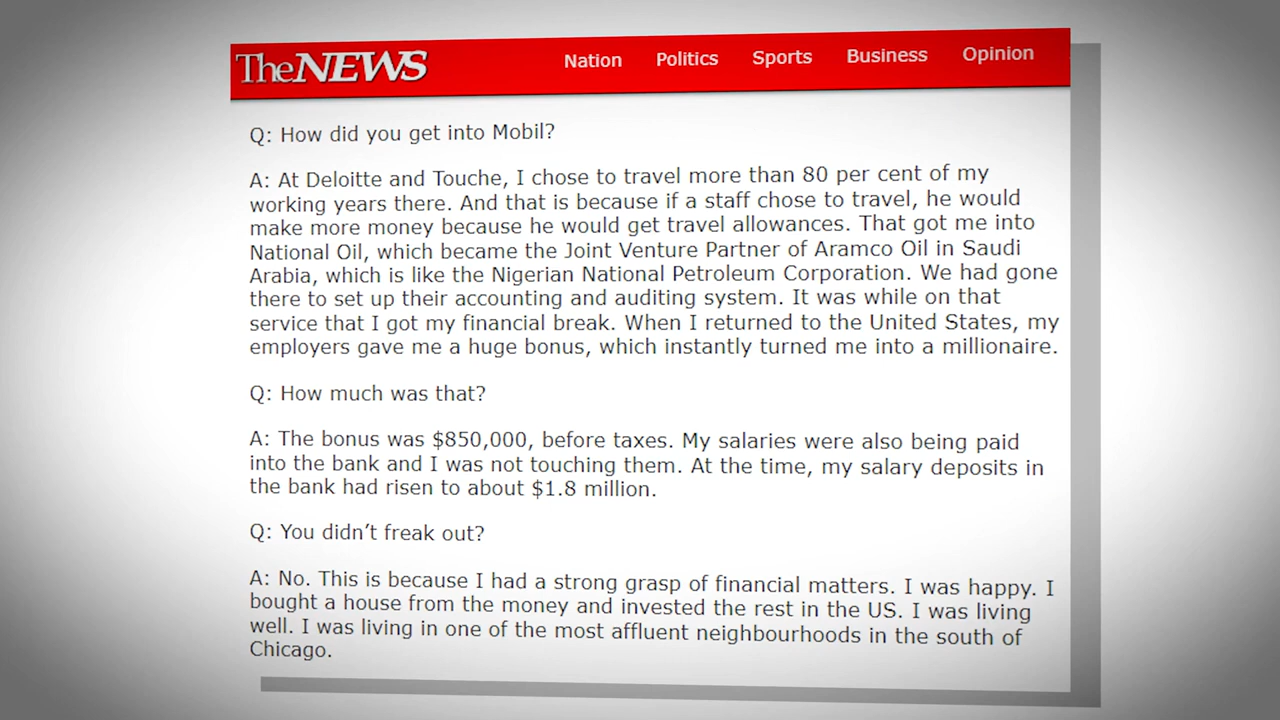 TheNEWS Nation Politics Sports Business Opinion
Q: How did you get into Mobil?
A: At Deloitte and Touche, I chose to travel more than 80 per cent of my
working years there. And that is because if a staff chose to travel, he would
make more money because he would get travel allowances. That got me into
National Oil, which became the Joint Venture Partner of Aramco Oil in Saudi
Arabia, which is like the Nigerian National Petroleum Corporation. We had gone
there to set up their accounting and auditing system. It was while on that
service that I got my financial break. When I returned to the United States, my
employers gave me a huge bonus, which instantly turned me into a millionaire.
Q: How much was that?
A: The bonus was $850,000, before taxes. My salaries were also being paid
into the bank and I was not touching them. At the time, my salary deposits in
the bank had risen to about $1.8 million.
Q: You didn’t freak out?
A: No. This is because I had a strong grasp of financial matters. I was happy. I
bought a house from the money and invested the rest in the US. I was living
well. I was living in one of the most affluent neighbourhoods in the south of
Chicago.